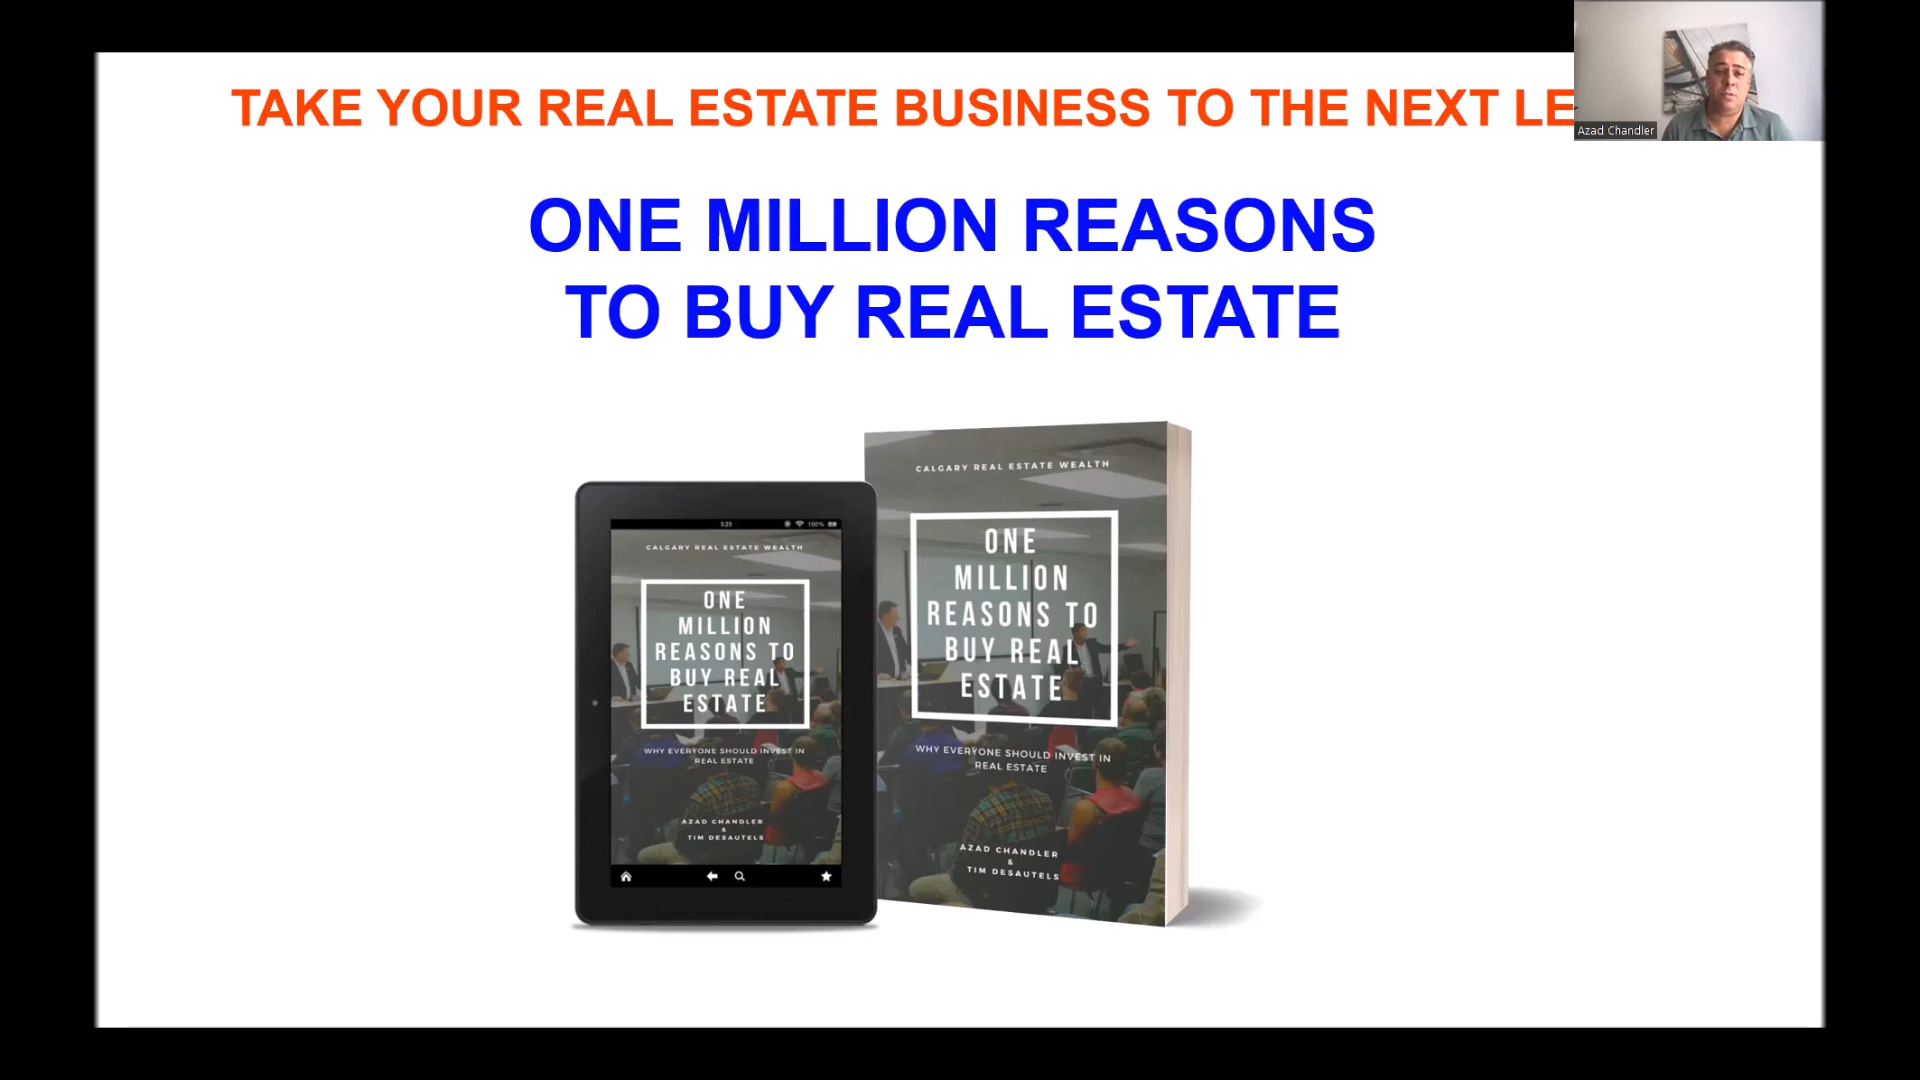 TAKE YOUR REAL ESTATE BUSINESS TO THE NEXT LE
Azad Chandler
ONE MILLION REASONS
TO BUY REAL ESTATE
3:23
100%
CALGARY REAL ESTATE WEALTH
ONE
MILLION
REASONS TO
BUY REAL
ESTATE
WHY EVERYONE SHOULD INVEST IN
REAL ESTATE
AZAD CHANDLER
&
TIM DESAUTELS
CALGARY REAL ESTATE WEALTH
ONE
MILLION
REASONS TO
BUY REAL
ESTATE
WHY EVERYONE SHOULD INVEST IN
REAL ESTATE
AZAD CHANDLER
&
TIM DESAUTELS